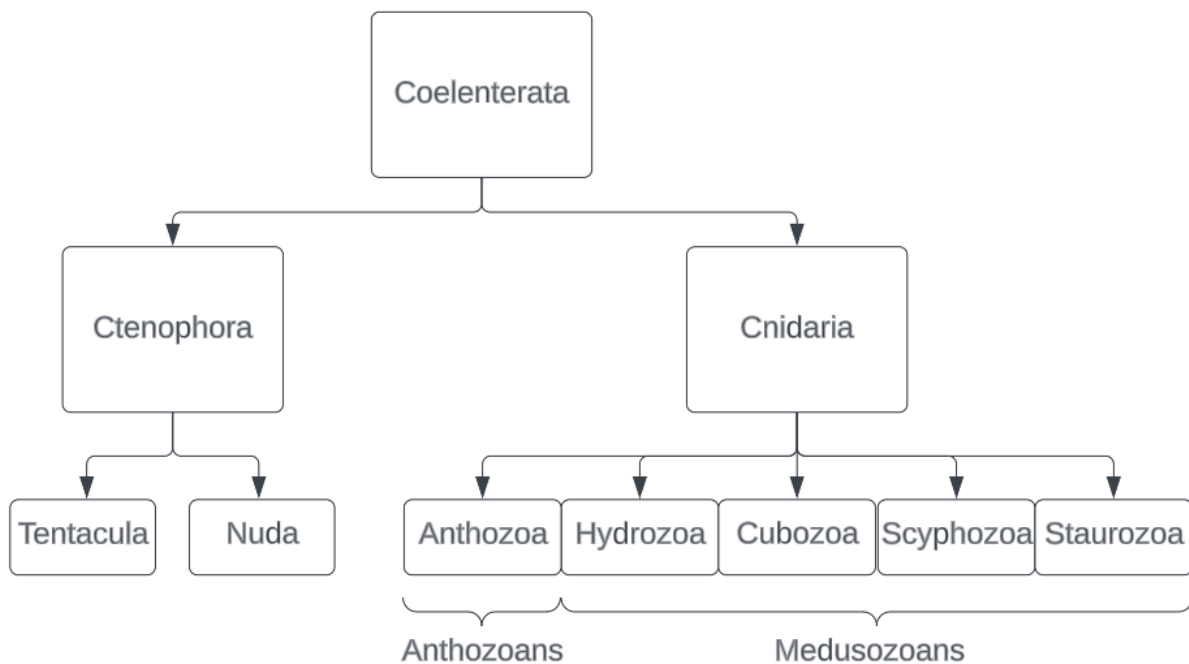 Coelenterata
Ctenophora
Cnidaria
Tentacula
Nuda
Anthozoa
Hydrozoa
Cubozoa
Scyphozoa
Staurozoa
Anthozoans
Medusozoans